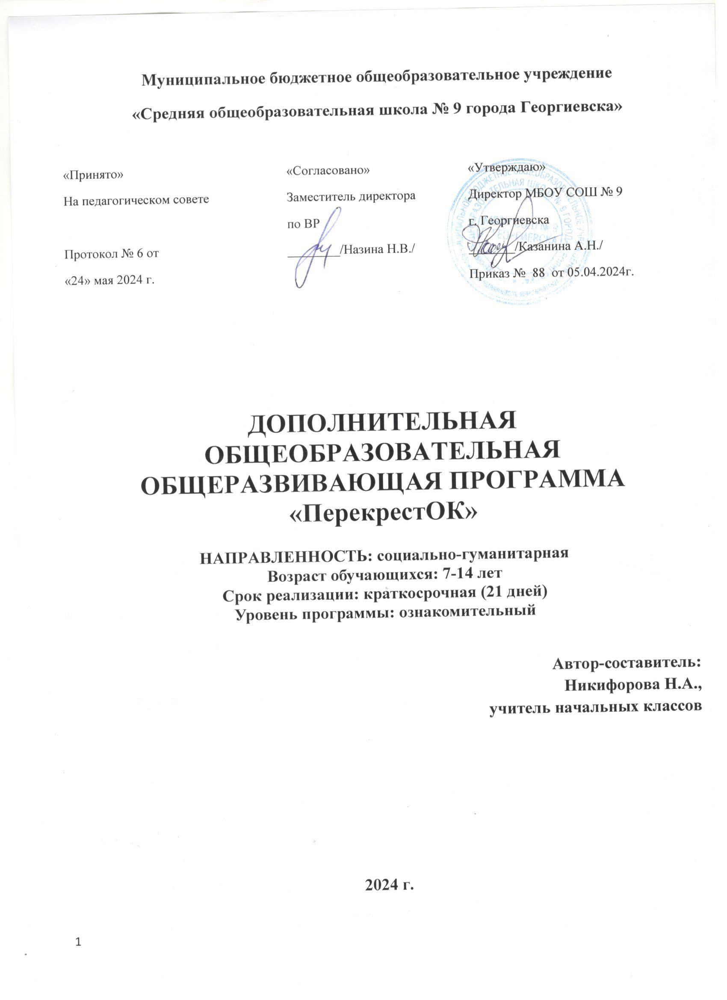 Муниципальное бюджетное общеобразовательное учреждение
«Средняя общеобразовательная школа № 9 города Георгиевска»
«Принято»
На педагогическом совете
Протокол № 6 от
«24» мая 2024 г.
«Согласовано»
Заместитель директора
по ВР
________/Назина Н.В./
«Утверждаю»
Директор МБОУ СОШ № 9
г. Георгиевска
_______/Казанина А.Н./
Приказ № 88 от 05.04.2024г.
ДОПОЛНИТЕЛЬНАЯ
ОБЩЕОБРАЗОВАТЕЛЬНАЯ
ОБЩЕРАЗВИВАЮЩАЯ ПРОГРАММА
«ПерекрестОК»
НАПРАВЛЕННОСТЬ: социально-гуманитарная
Возраст обучающихся: 7-14 лет
Срок реализации: краткосрочная (21 дней)
Уровень программы: ознакомительный
Автор-составитель:
Никифорова Н.А.,
учитель начальных классов
2024 г.
1